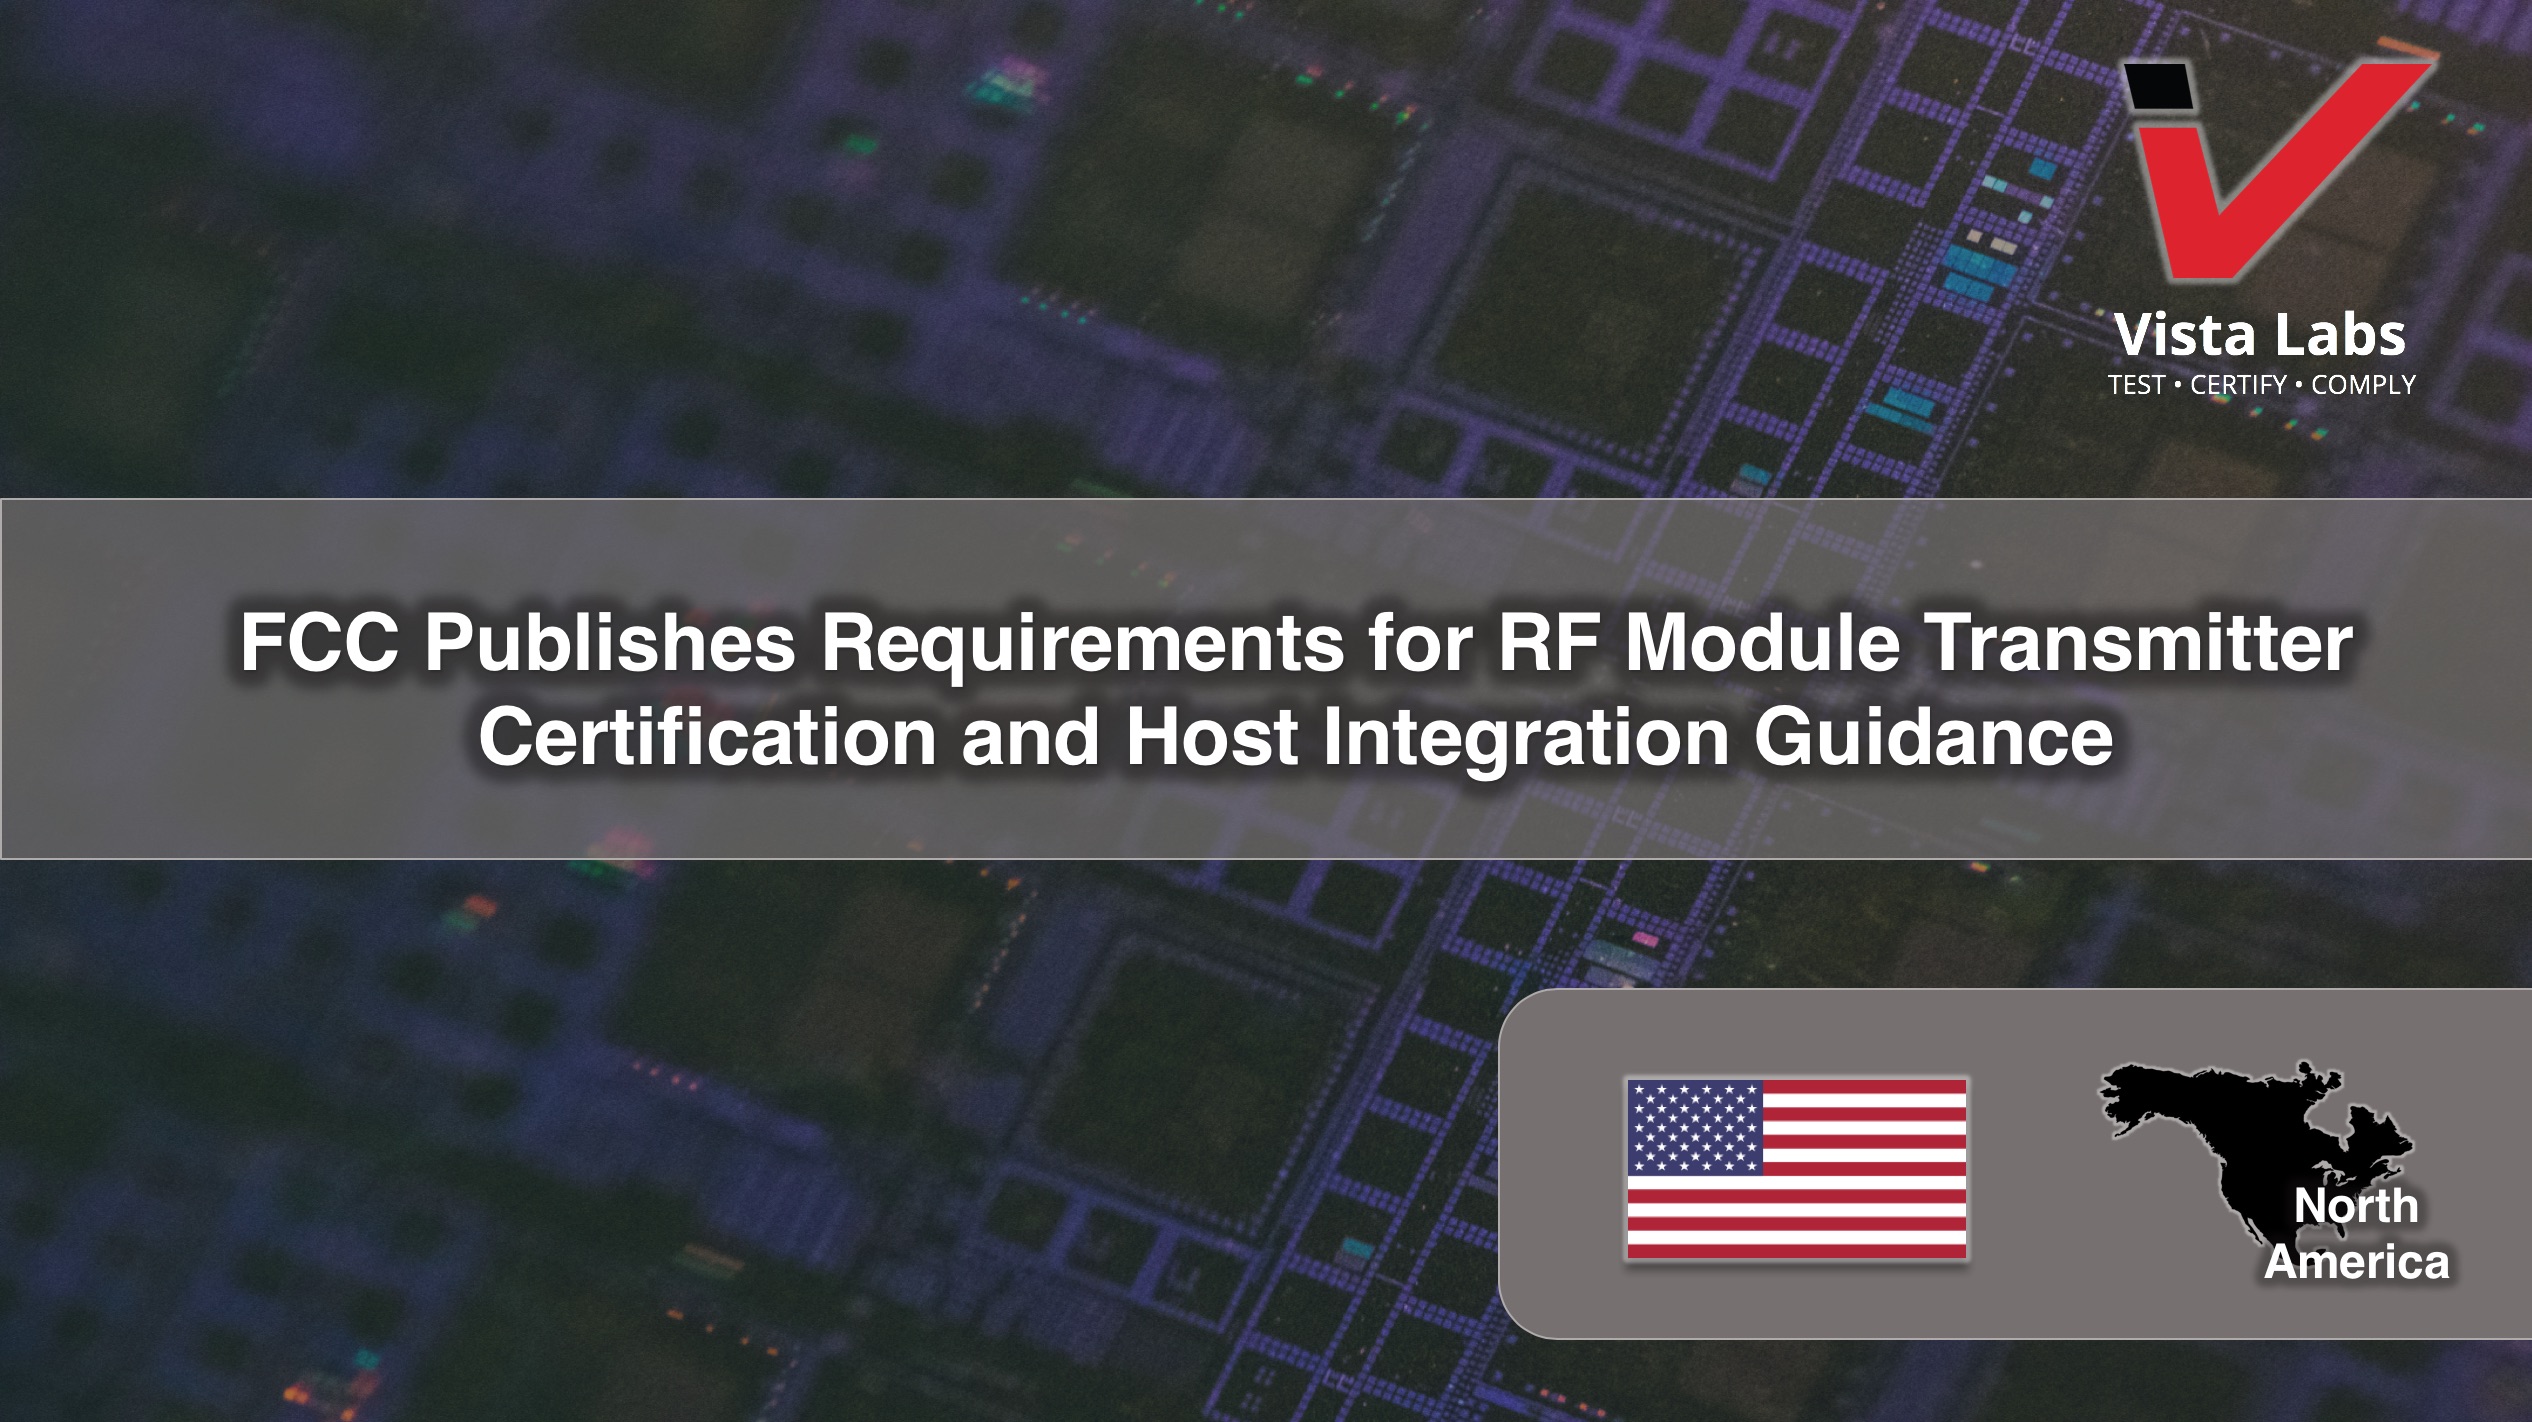 Vista Labs
TEST • CERTIFY • COMPLY
FCC Publishes Requirements for RF Module Transmitter
Certification and Host Integration Guidance
North
America